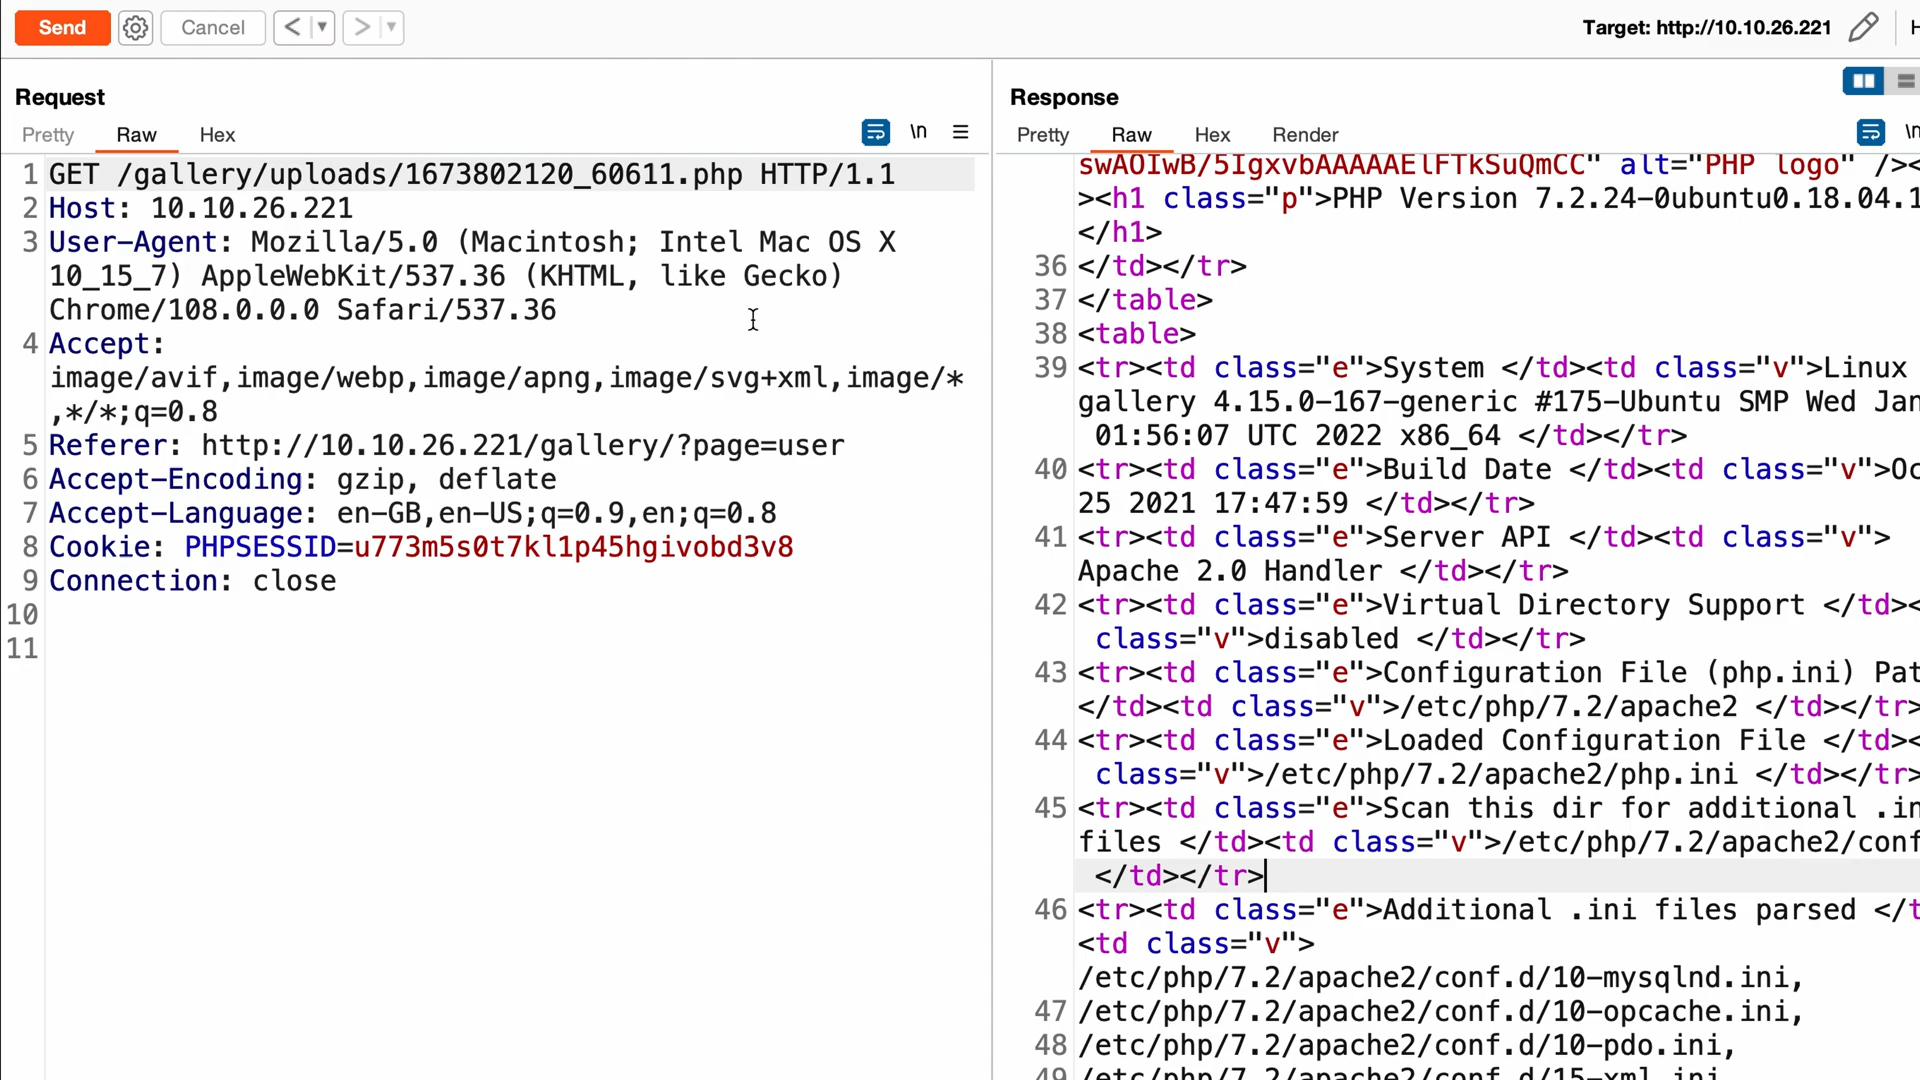 Send
Cancel
Target: http://10.10.26.221
Request
Pretty Raw Hex
\n
1 GET /gallery/uploads/1673802120_60611.php HTTP/1.1
2 Host: 10.10.26.221
3 User-Agent: Mozilla/5.0 (Macintosh; Intel Mac OS X
10_15_7) AppleWebKit/537.36 (KHTML, like Gecko)
Chrome/108.0.0.0 Safari/537.36
4 Accept:
image/avif,image/webp,image/apng,image/svg+xml,image/*
,*/*;q=0.8
5 Referer: http://10.10.26.221/gallery/?page=user
6 Accept-Encoding: gzip, deflate
7 Accept-Language: en-GB,en-US;q=0.9,en;q=0.8
8 Cookie: PHPSESSID=u773m5s0t7kl1p45hgivobd3v8
9 Connection: close
10
11
Response
Pretty Raw Hex Render
swAOIwB/5IgxvbAAAAAElFTkSuQmCC" alt="PHP logo" /><
><h1 class="p">PHP Version 7.2.24-0ubuntu0.18.04.1
</h1>
36 </td></tr>
37 </table>
38 <table>
39 <tr><td class="e">System </td><td class="v">Linux
gallery 4.15.0-167-generic #175-Ubuntu SMP Wed Jan
01:56:07 UTC 2022 x86_64 </td></tr>
40 <tr><td class="e">Build Date </td><td class="v">Oc
25 2021 17:47:59 </td></tr>
41 <tr><td class="e">Server API </td><td class="v">
Apache 2.0 Handler </td></tr>
42 <tr><td class="e">Virtual Directory Support </td><
class="v">disabled </td></tr>
43 <tr><td class="e">Configuration File (php.ini) Pat
</td><td class="v">/etc/php/7.2/apache2 </td></tr>
44 <tr><td class="e">Loaded Configuration File </td><
class="v">/etc/php/7.2/apache2/php.ini </td></tr>
45 <tr><td class="e">Scan this dir for additional .in
files </td><td class="v">/etc/php/7.2/apache2/conf
</td></tr>
46 <tr><td class="e">Additional .ini files parsed </t
<td class="v">
/etc/php/7.2/apache2/conf.d/10-mysqlnd.ini,
47 /etc/php/7.2/apache2/conf.d/10-opcache.ini,
48 /etc/php/7.2/apache2/conf.d/10-pdo.ini,
49 /etc/php/7.2/apache2/conf.d/15-xml.ini